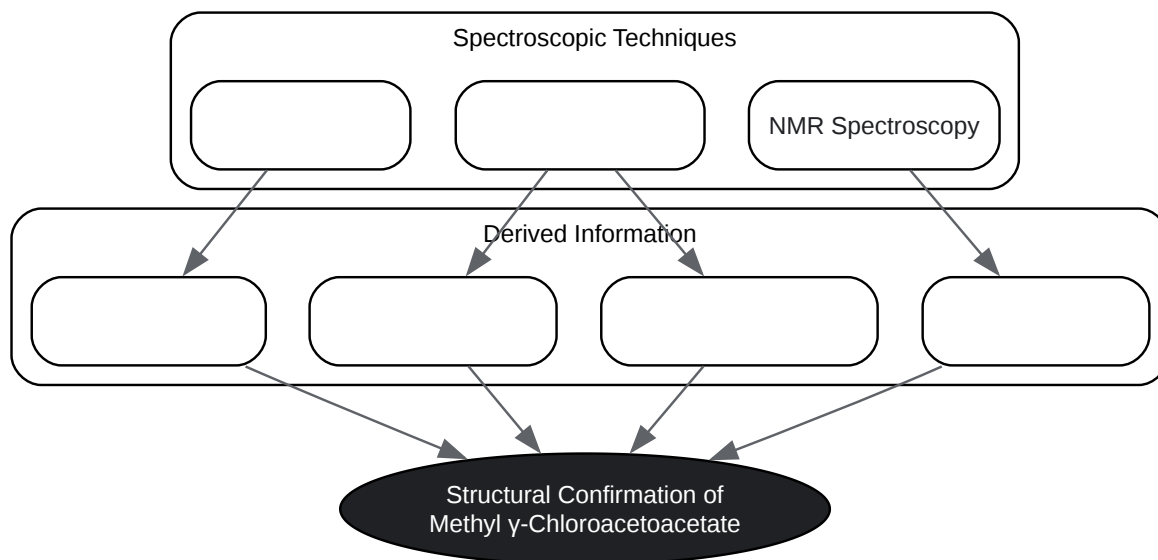 Spectroscopic Techniques
NMR Spectroscopy
Derived Information
Structural Confirmation of
Methyl γ-Chloroacetoacetate